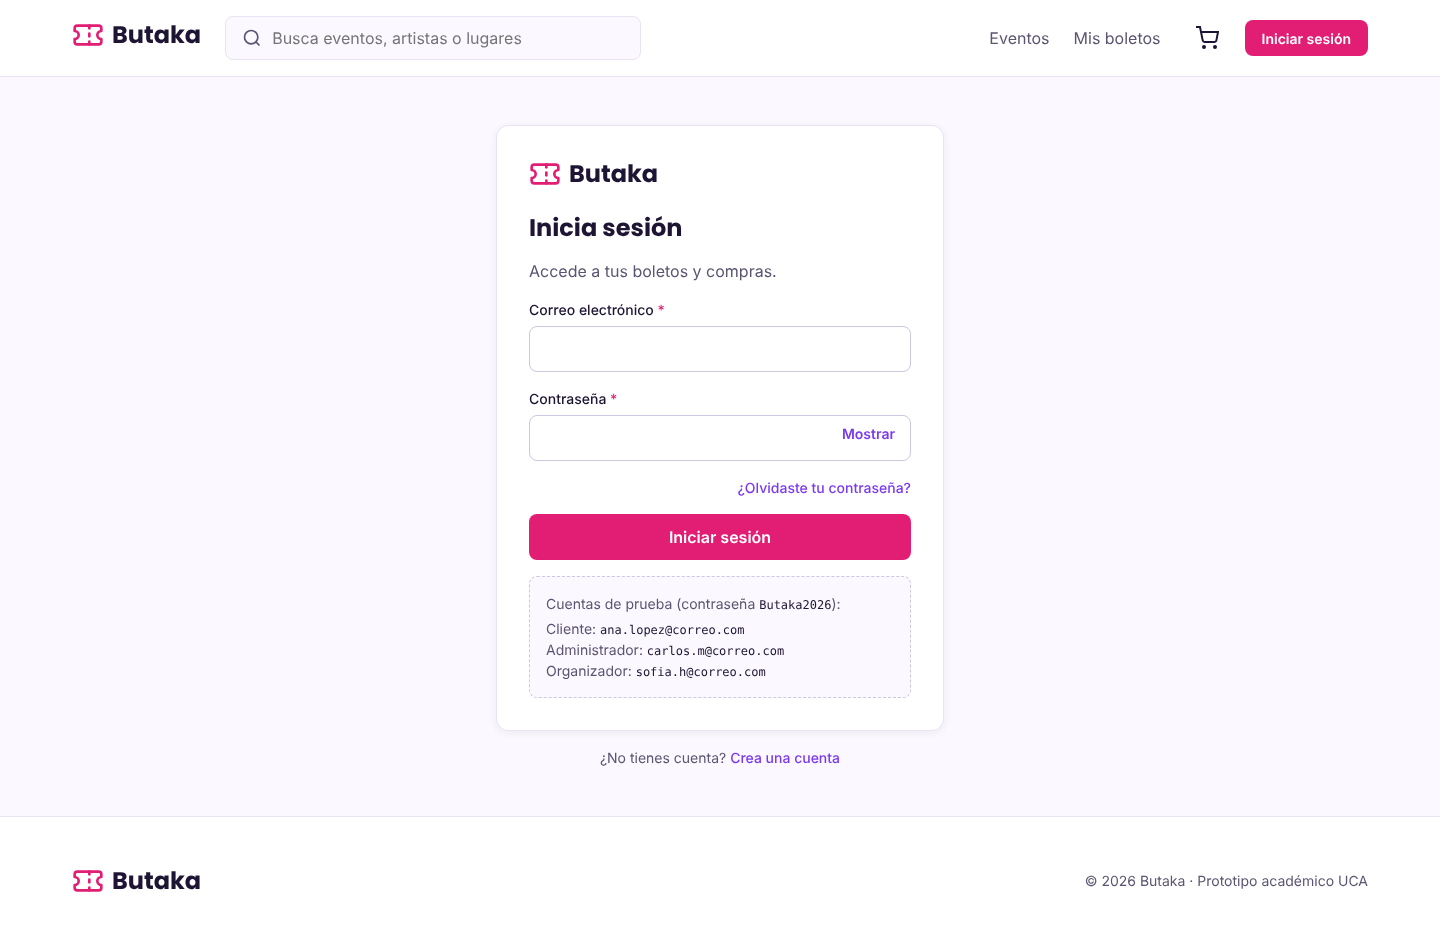 Butaka
Busca eventos, artistas o lugares
Eventos
Mis boletos
Iniciar sesión
Butaka
Inicia sesión
Accede a tus boletos y compras.
Correo electrónico *
Contraseña *
Mostrar
¿Olvidaste tu contraseña?
Iniciar sesión
Cuentas de prueba (contraseña Butaka2026):
Cliente: ana.lopez@correo.com
Administrador: carlos.m@correo.com
Organizador: sofia.h@correo.com
¿No tienes cuenta? Crea una cuenta
Butaka
© 2026 Butaka · Prototipo académico UCA